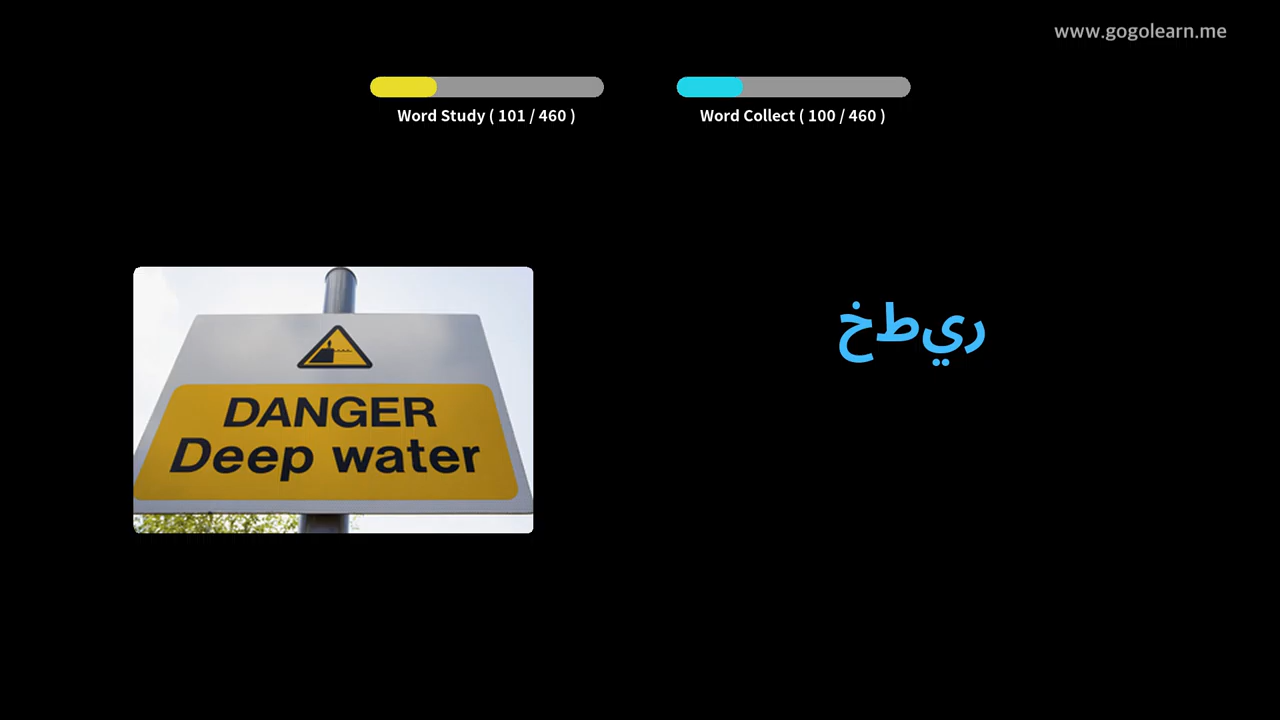 www.gogolearn.me
Word Study ( 101 / 460 )
Word Collect ( 100 / 460 )
خطير
DANGER
Deep water